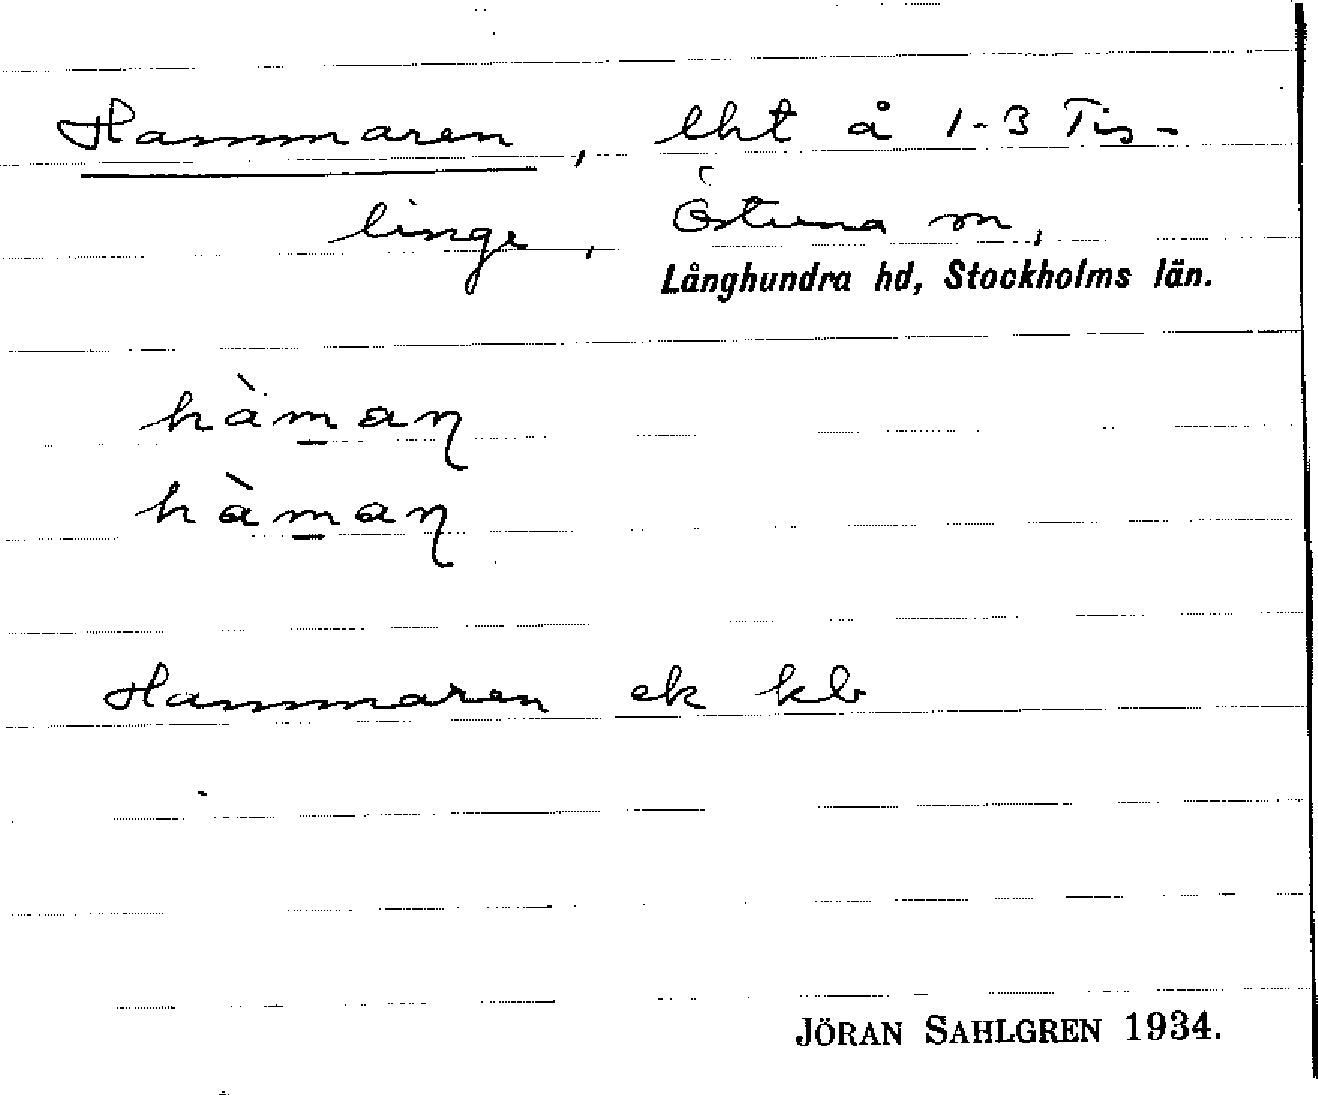 Hammaren, lht å 1-3 Tis-
linge, Östuna sn,
Långhundra hd, Stockholms län.
hàman
hàman
Hammaren ek kb
JÖRAN SAHLGREN 1934.